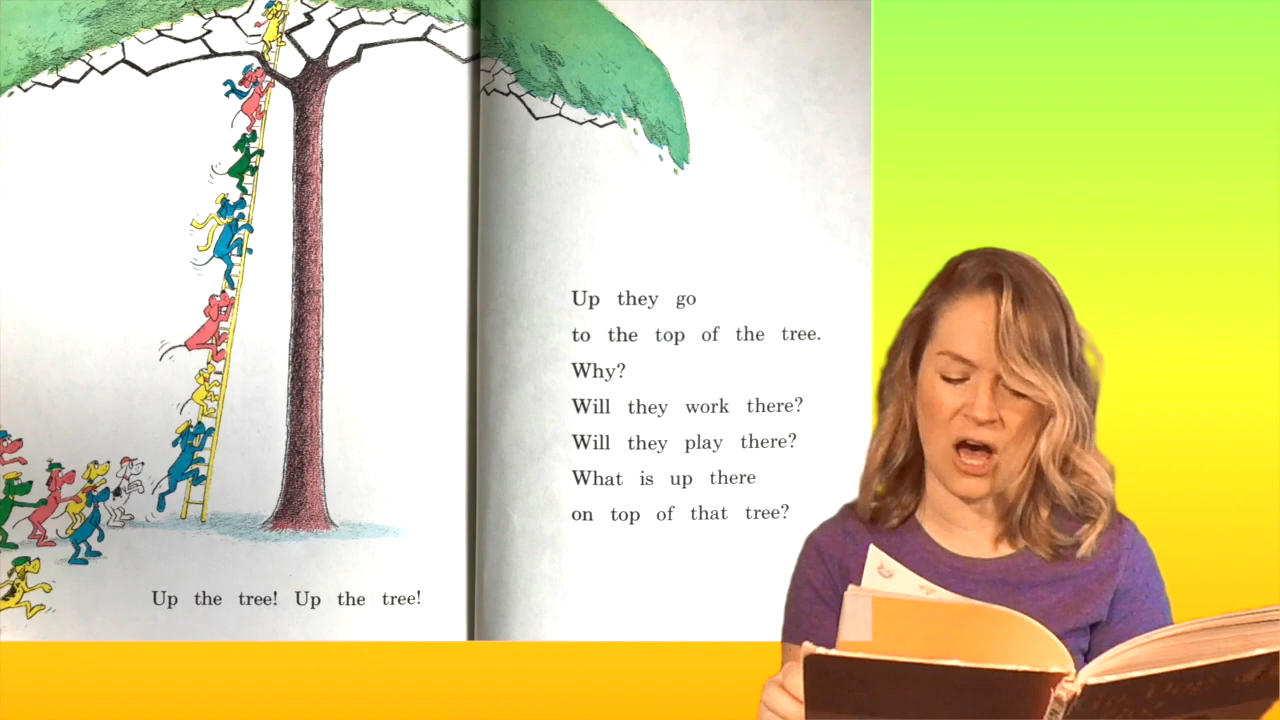 Up the tree! Up the tree!
Up they go
to the top of the tree.
Why?
Will they work there?
Will they play there?
What is up there
on top of that tree?